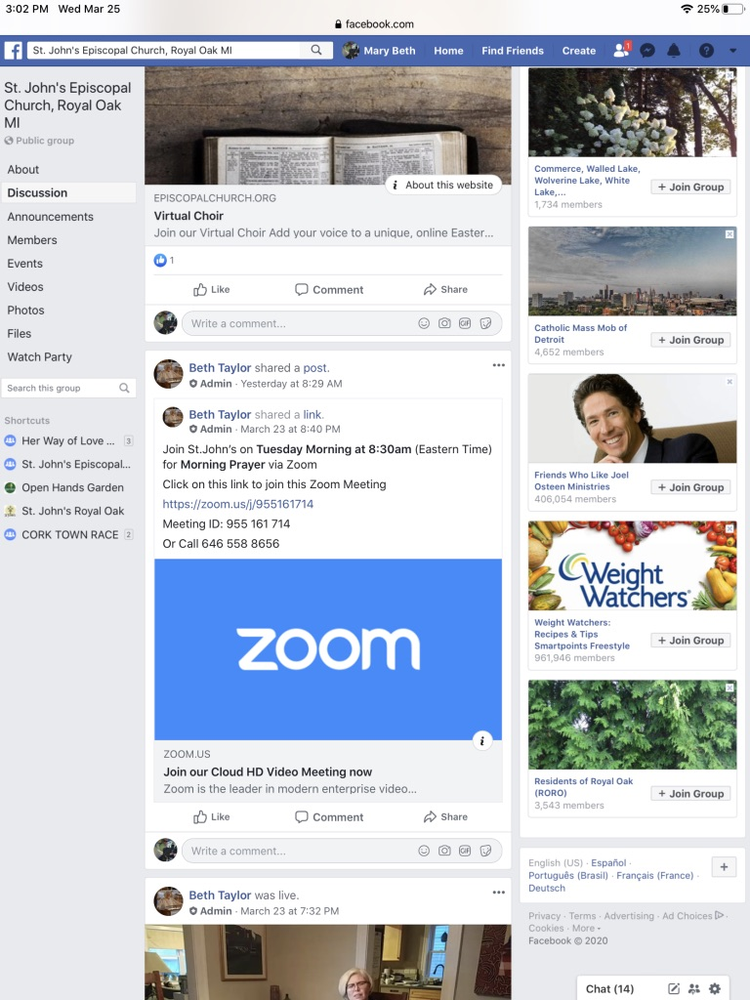 3:02 PM Wed Mar 25
25%
facebook.com
St. John's Episcopal Church, Royal Oak MI
Mary Beth
Home
Find Friends
Create
1
St. John's Episcopal
Church, Royal Oak
MI
Public group
About
Discussion
Announcements
Members
Events
Videos
Photos
Files
Watch Party
Search this group
Shortcuts
Her Way of Love ... 3
St. John's Episcopal...
Open Hands Garden
St. John's Royal Oak
CORK TOWN RACE 2
i About this website
EPISCOPALCHURCH.ORG
Virtual Choir
Join our Virtual Choir Add your voice to a unique, online Easter...
1
Like Comment Share
Write a comment...
GIF
Beth Taylor shared a post.
Admin · Yesterday at 8:29 AM
Beth Taylor shared a link.
Admin · March 23 at 8:40 PM
Join St.John's on Tuesday Morning at 8:30am (Eastern Time)
for Morning Prayer via Zoom
Click on this link to join this Zoom Meeting
https://zoom.us/j/955161714
Meeting ID: 955 161 714
Or Call 646 558 8656
zoom
i
ZOOM.US
Join our Cloud HD Video Meeting now
Zoom is the leader in modern enterprise video...
Like Comment Share
Write a comment...
GIF
Beth Taylor was live.
Admin · March 23 at 7:32 PM
Commerce, Walled Lake,
Wolverine Lake, White
Lake,...
1,734 members
+ Join Group
Catholic Mass Mob of
Detroit
4,652 members
+ Join Group
Friends Who Like Joel
Osteen Ministries
406,054 members
+ Join Group
WeightWatchers
Weight Watchers:
Recipes & Tips
Smartpoints Freestyle
961,946 members
+ Join Group
Residents of Royal Oak
(RORO)
3,543 members
+ Join Group
English (US) · Español ·
Português (Brasil) · Français (France) ·
Deutsch
+
Privacy · Terms · Advertising · Ad Choices ·
Cookies · More
Facebook © 2020
Chat (14)